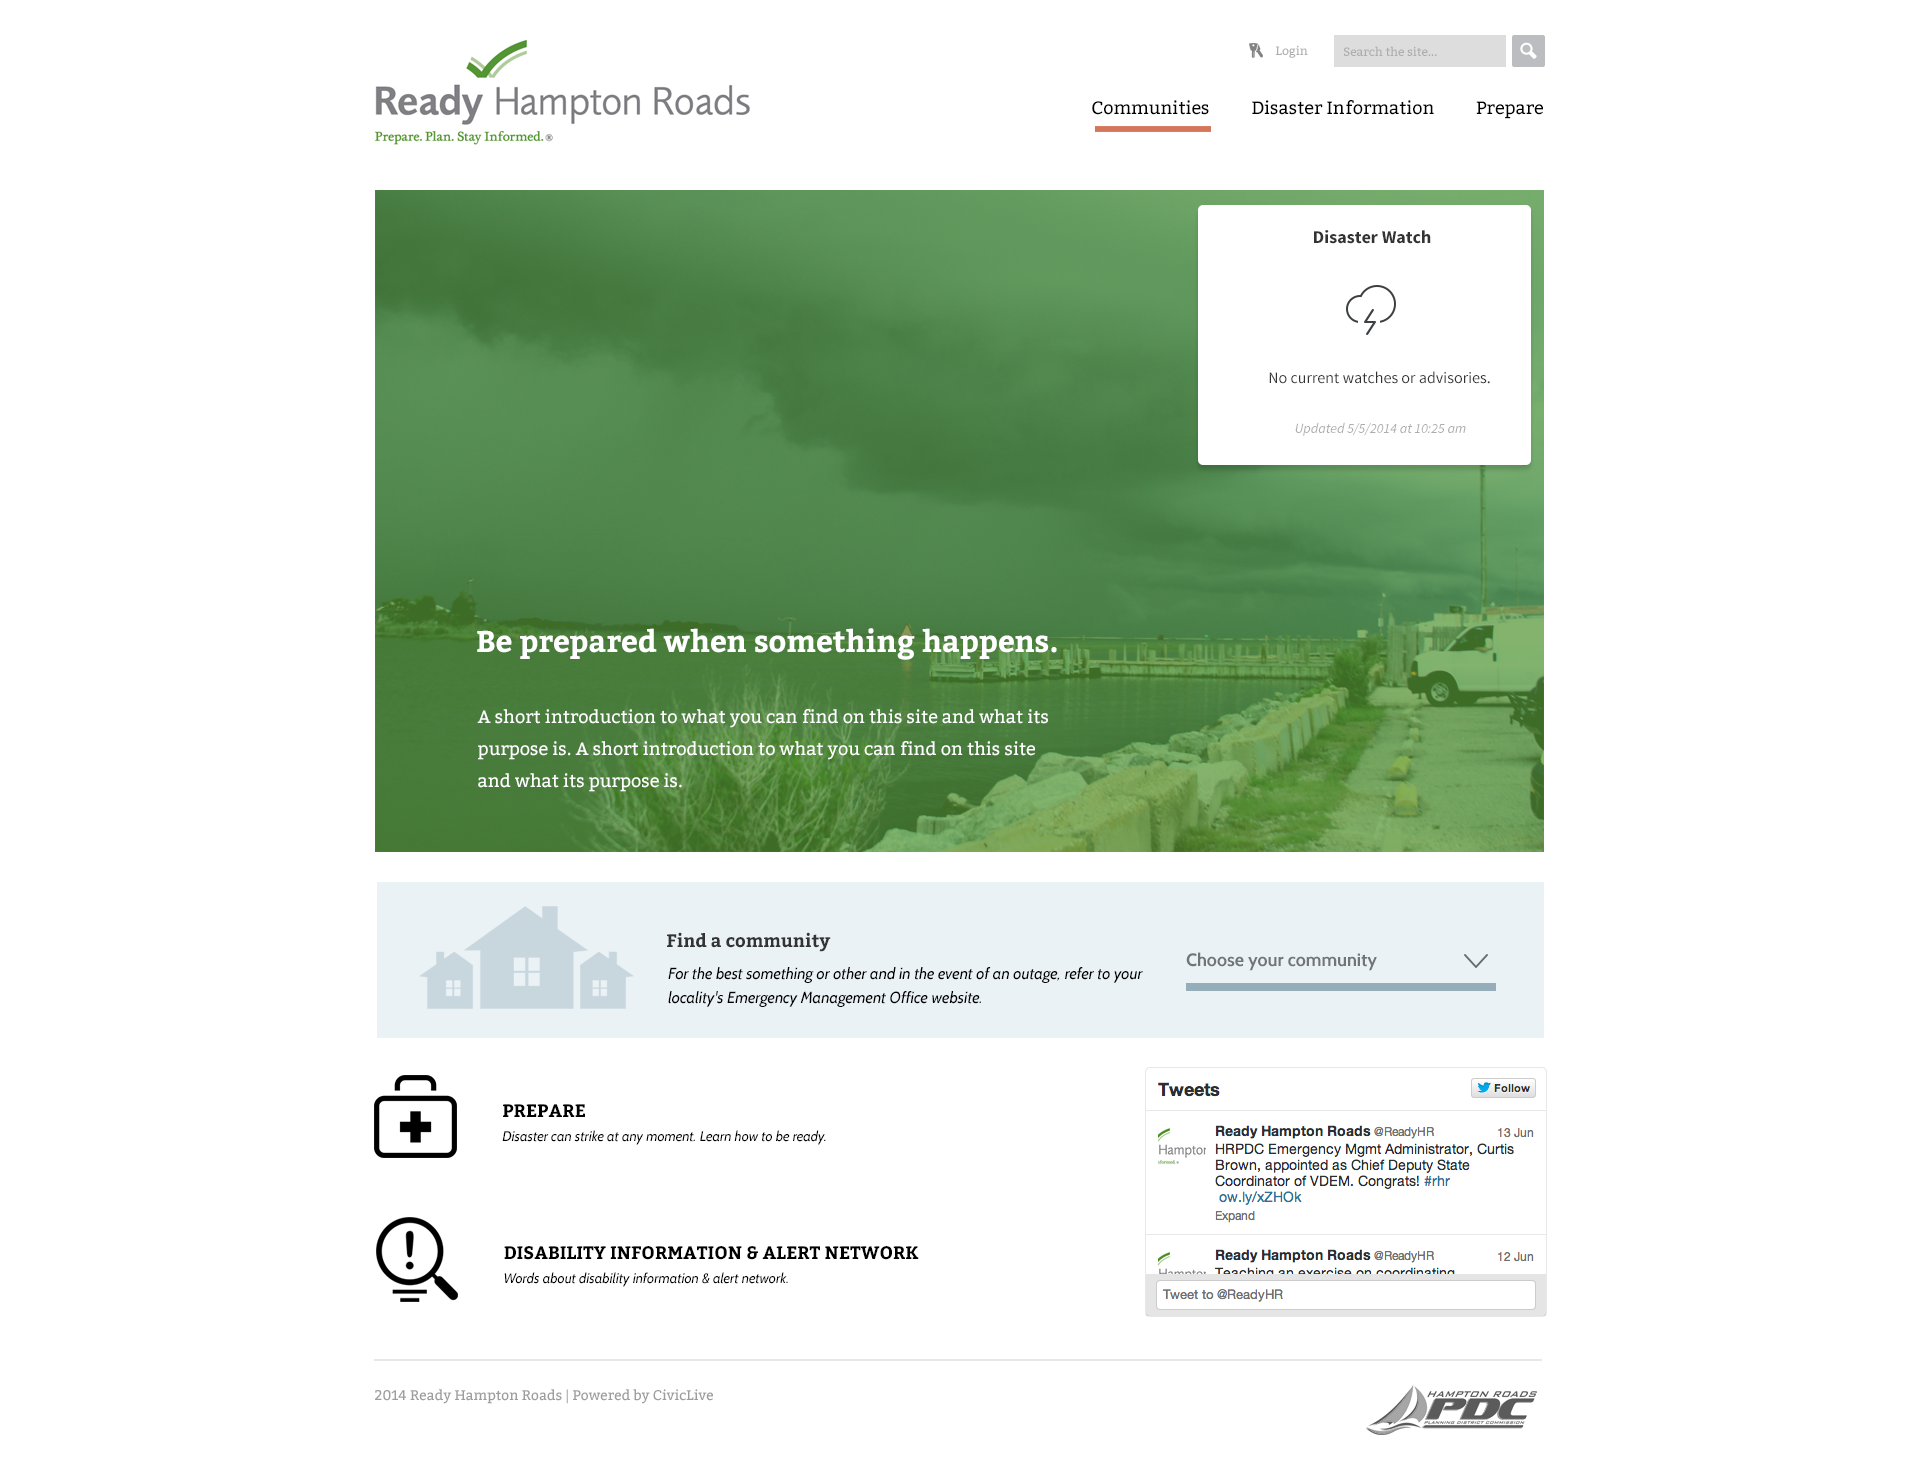 Login
Search the site...
Ready Hampton Roads
Prepare. Plan. Stay Informed.®
Communities
Disaster Information
Prepare
Disaster Watch
No current watches or advisories.
Updated 5/5/2014 at 10:25 am
Be prepared when something happens.
A short introduction to what you can find on this site and what its
purpose is. A short introduction to what you can find on this site
and what its purpose is.
Find a community
For the best something or other and in the event of an outage, refer to your
locality's Emergency Management Office website.
Choose your community
PREPARE
Disaster can strike at any moment. Learn how to be ready.
DISABILITY INFORMATION & ALERT NETWORK
Words about disability information & alert network.
Tweets
Follow
Ready Hampton Roads @ReadyHR
13 Jun
Hampton
HRPDC Emergency Mgmt Administrator, Curtis
Brown, appointed as Chief Deputy State
Coordinator of VDEM. Congrats! #rhr
ow.ly/xZHOk
Expand
Ready Hampton Roads @ReadyHR
12 Jun
Hampton
Teaching an exercise on coordinating
Tweet to @ReadyHR
2014 Ready Hampton Roads | Powered by CivicLive
HAMPTON ROADS
PDC
PLANNING DISTRICT COMMISSION